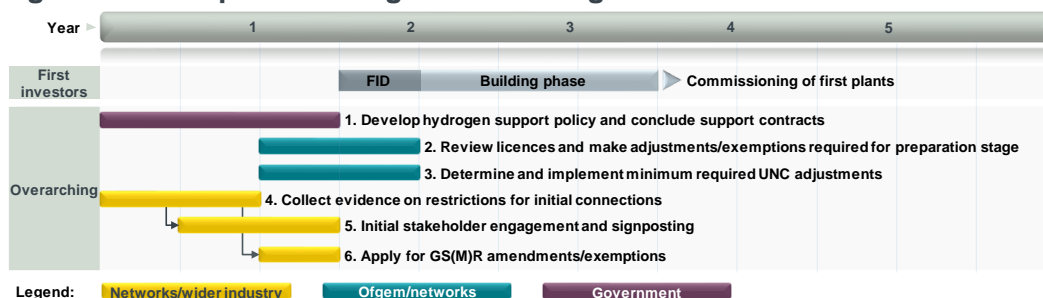 Year
1 2 3 4 5
First investors
FID Building phase Commissioning of first plants
Overarching
1. Develop hydrogen support policy and conclude support contracts
2. Review licences and make adjustments/exemptions required for preparation stage
3. Determine and implement minimum required UNC adjustments
4. Collect evidence on restrictions for initial connections
5. Initial stakeholder engagement and signposting
6. Apply for GS(M)R amendments/exemptions
Legend: Networks/wider industry Ofgem/networks Government